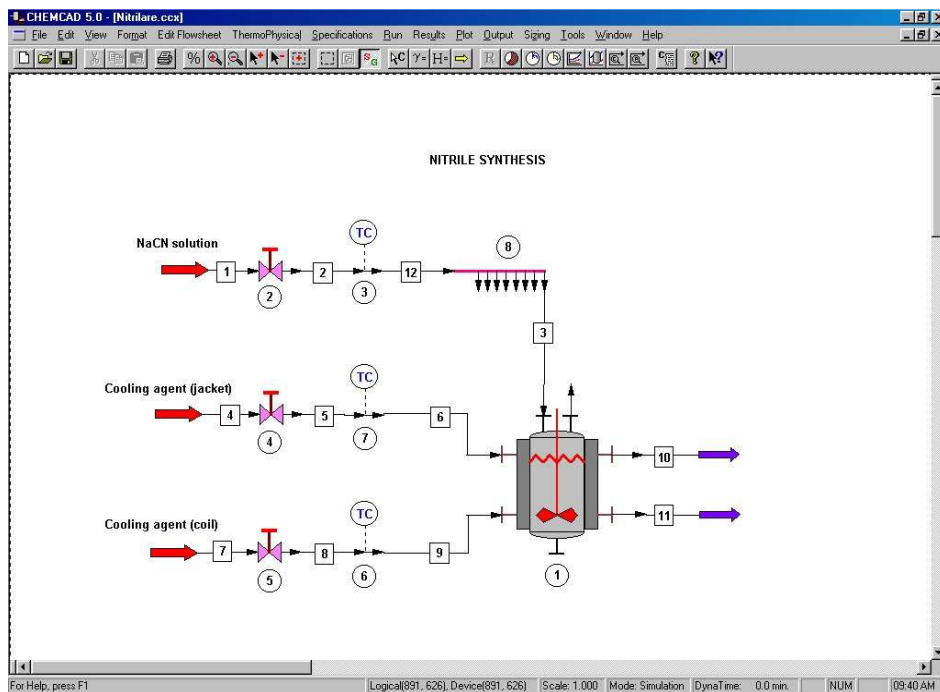 CHEMCAD 5.0 - [Nitrilare.ccx]
File Edit View Format Edit Flowsheet ThermoPhysical Specifications Run Results Plot Output Sizing Tools Window Help
% S G C γ= H= R C
NITRILE SYNTHESIS
TC
8
NaCN solution
1 2 12
2 3
3
TC
Cooling agent (jacket)
4 5 6
4 7
10
TC
11
Cooling agent (coil)
7 8 9
5 6 1
For Help, press F1 Logical(891, 626), Device(891, 626) Scale: 1.000 Mode: Simulation DynaTime: 0.0 min. NUM 09:40 AM